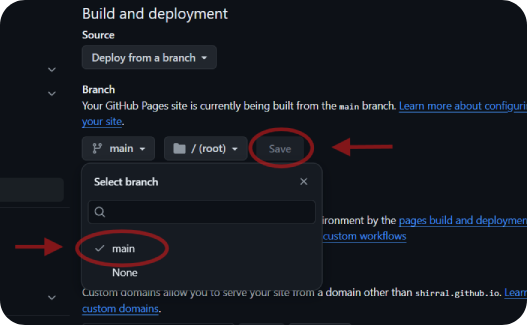 Build and deployment
Source
Deploy from a branch
Branch
Your GitHub Pages site is currently being built from the main branch. Learn more about configuring
your site.
main
/ (root)
Save
Select branch
ironment by the pages build and deployment
custom workflows
main
None
Custom domains allow you to serve your site from a domain other than shirral.github.io. Learn
custom domains.